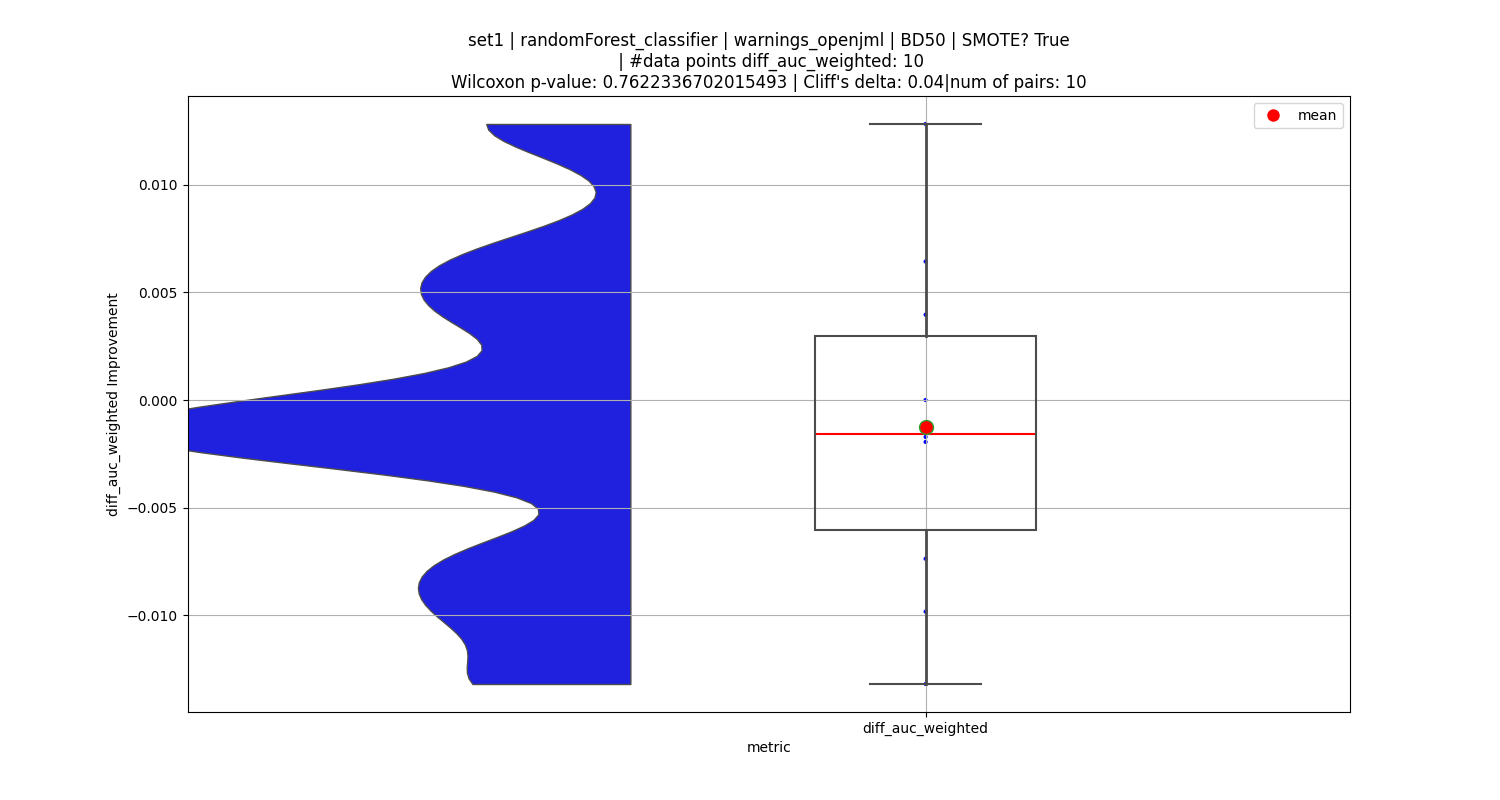 set1 | randomForest_classifier | warnings_openjml | BD50 | SMOTE? True
| #data points diff_auc_weighted: 10
Wilcoxon p-value: 0.7622336702015493 | Cliff's delta: 0.04|num of pairs: 10
mean
0.010
0.005
0.000
−0.005
−0.010
diff_auc_weighted Improvement
diff_auc_weighted
metric